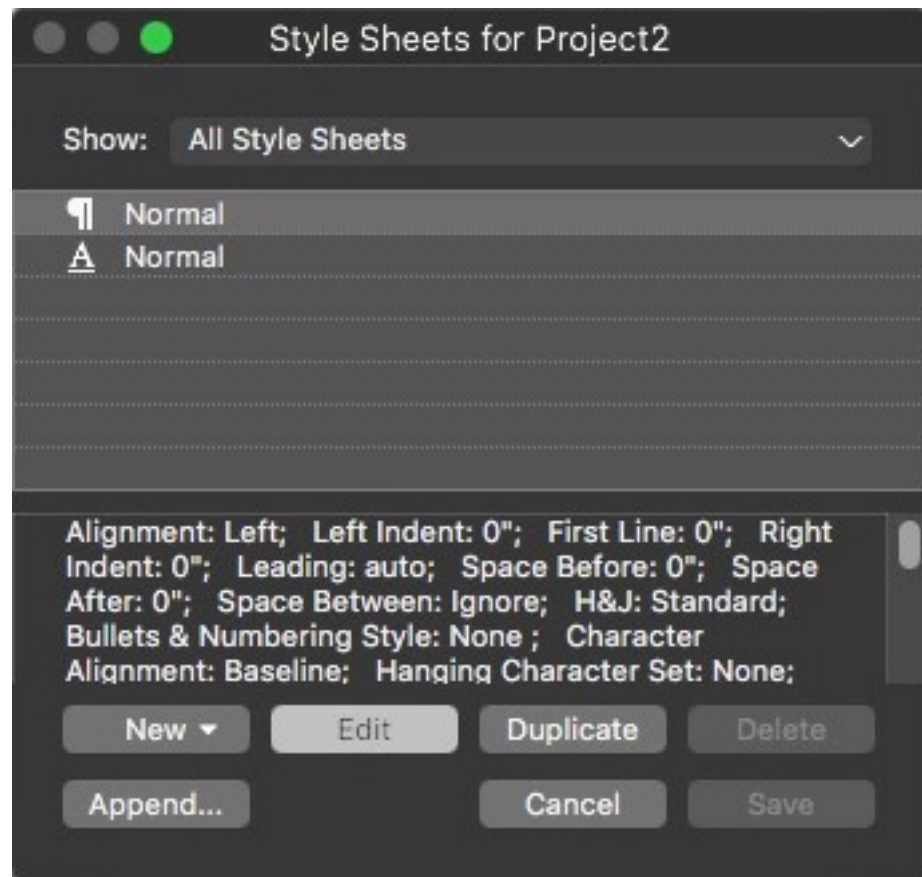 Style Sheets for Project2
Show: All Style Sheets
¶ Normal
A Normal
Alignment: Left; Left Indent: 0"; First Line: 0"; Right
Indent: 0"; Leading: auto; Space Before: 0"; Space
After: 0"; Space Between: Ignore; H&J: Standard;
Bullets & Numbering Style: None ; Character
Alignment: Baseline; Hanging Character Set: None;
New Edit Duplicate Delete
Append... Cancel Save